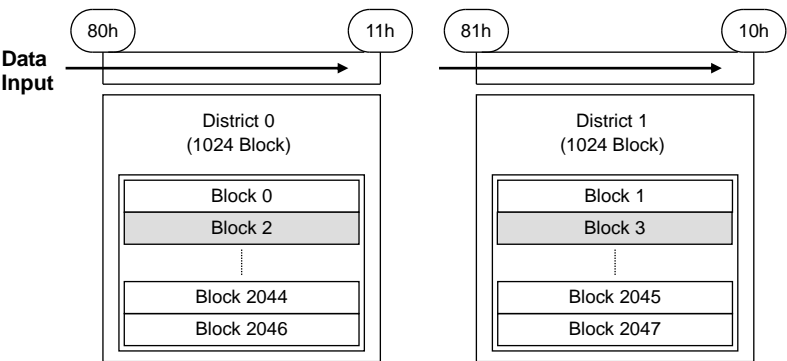 80h
11h
81h
10h
Data
Input
District 0
(1024 Block)
District 1
(1024 Block)
Block 0
Block 2
Block 2044
Block 2046
Block 1
Block 3
Block 2045
Block 2047